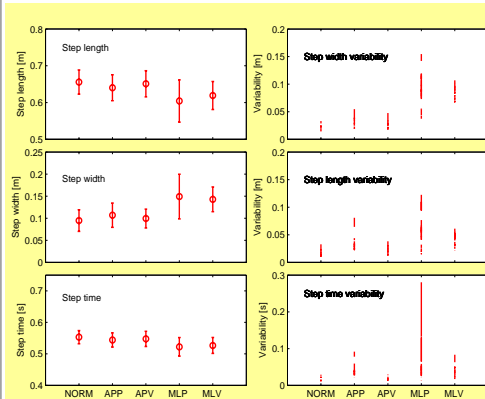 0.8
0.7
0.6
0.5
Step length [m]
Step length
0.2
0.15
0.1
0.05
0
Variability [m]
Step width variability
0.25
0.2
0.15
0.1
0.05
0
Step width [m]
Step width
0.2
0.15
0.1
0.05
0
Variability [m]
Step length variability
0.8
0.7
0.6
0.5
0.4
Step time [s]
Step time
NORM APP APV MLP MLV
0.3
0.2
0.1
0
Variability [s]
Step time variability
NORM APP APV MLP MLV